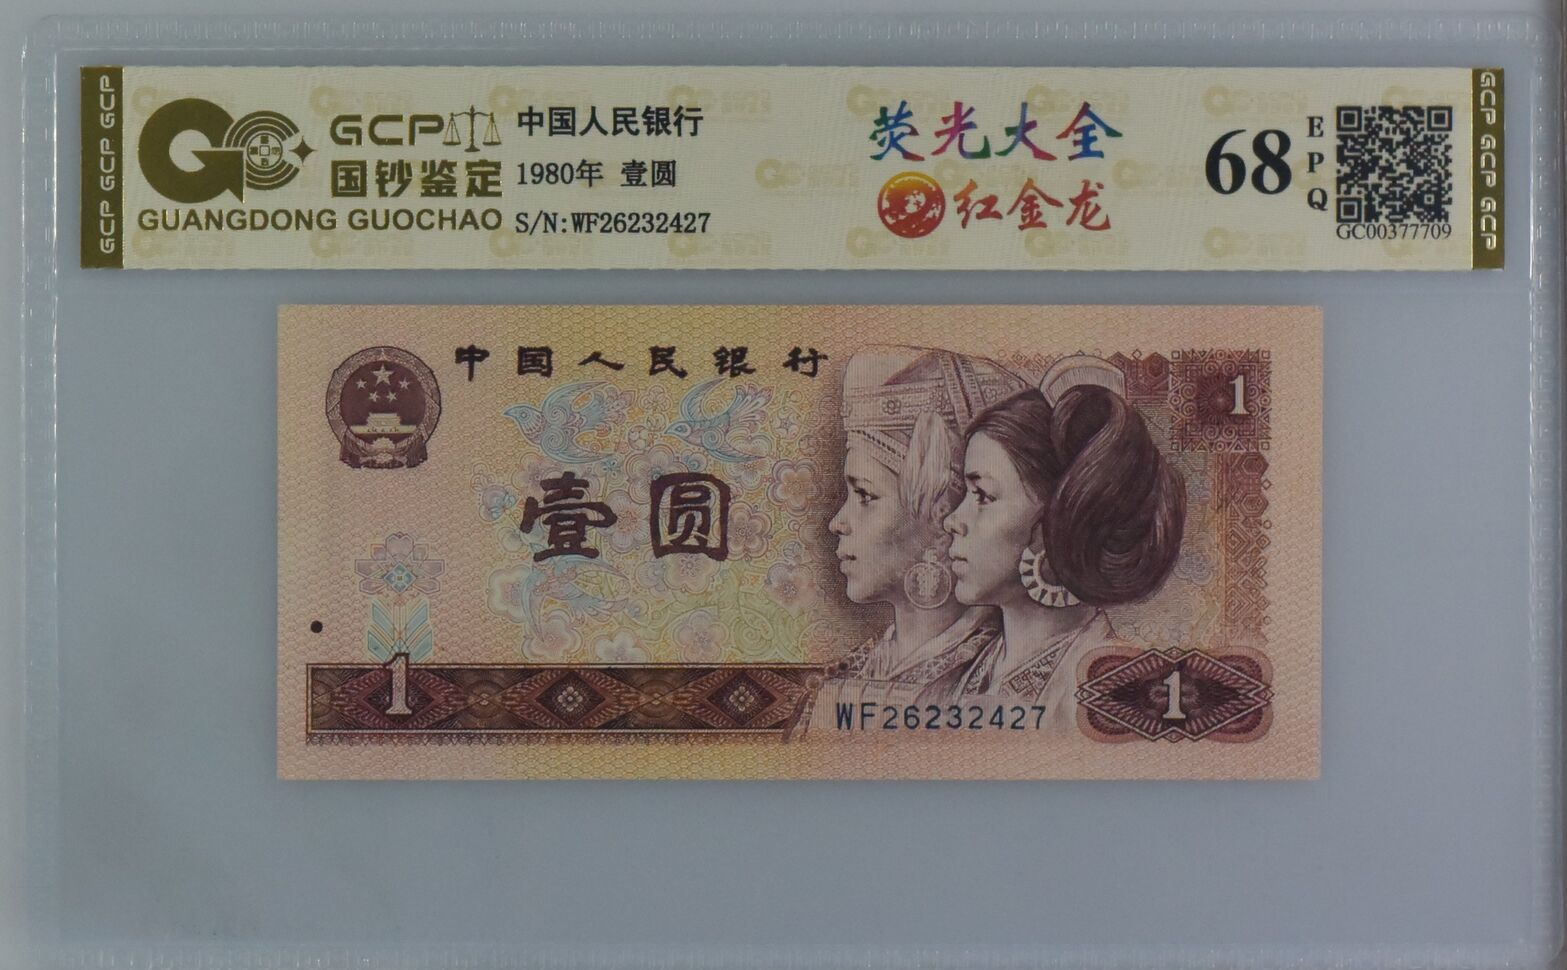 GCP GCP GCP
GCP
国钞鉴定
GUANGDONG GUOCHAO
中国人民银行
1980年 壹圆
S/N:WF26232427
荧光大全
红金龙
68
EPQ
GC00377709
GCP GCP GCP
中国人民银行
1
壹圆
1
WF26232427
1